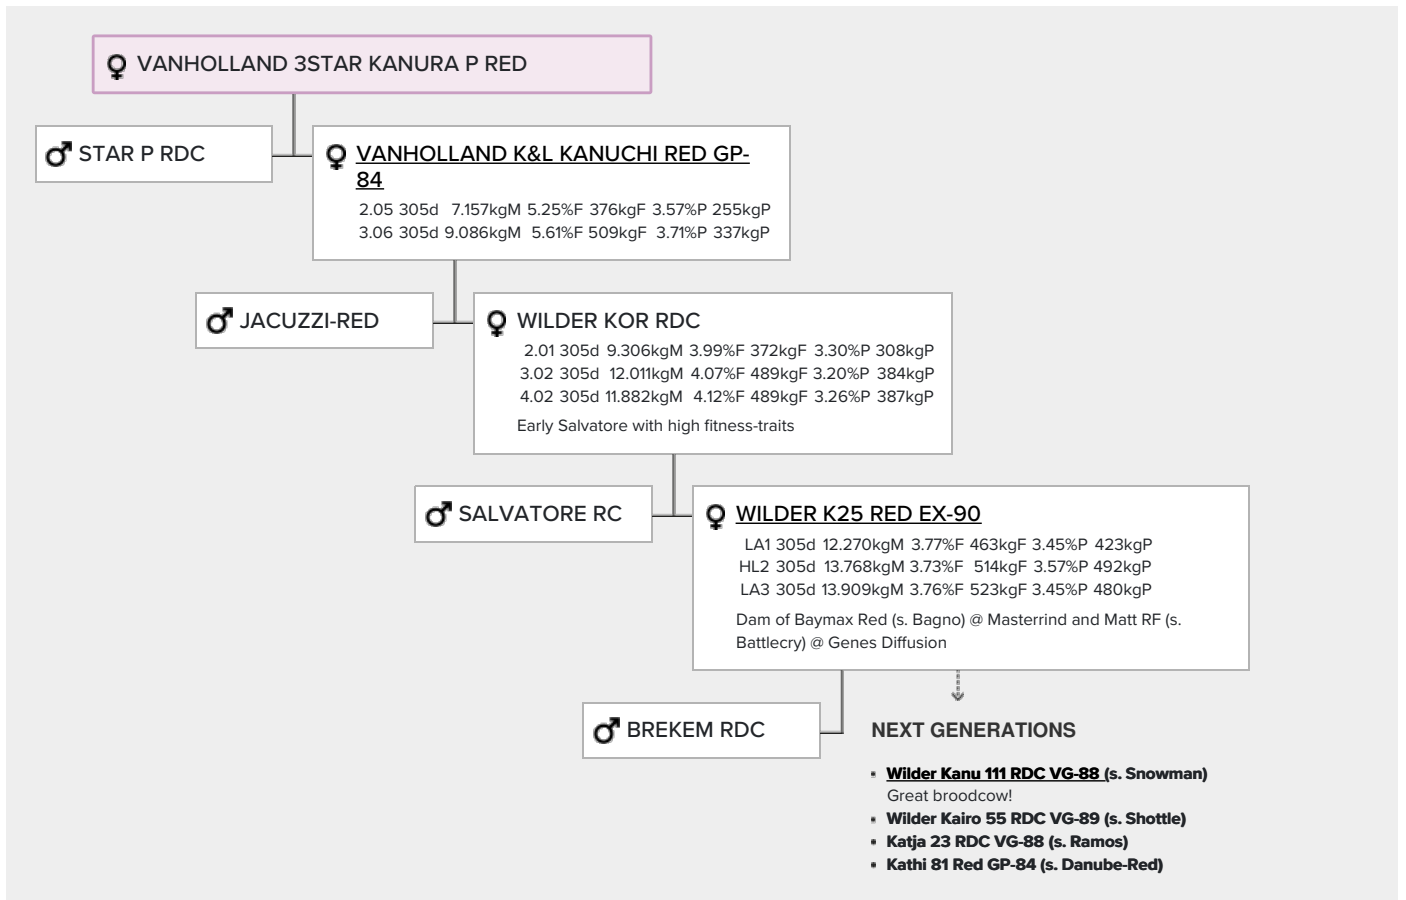 VANHOLLAND 3STAR KANURA P RED
STAR P RDC
VANHOLLAND K&L KANUCHI RED GP-
84
2.05 305d 7.157kgM 5.25%F 376kgF 3.57%P 255kgP
3.06 305d 9.086kgM 5.61%F 509kgF 3.71%P 337kgP
JACUZZI-RED
WILDER KOR RDC
2.01 305d 9.306kgM 3.99%F 372kgF 3.30%P 308kgP
3.02 305d 12.011kgM 4.07%F 489kgF 3.20%P 384kgP
4.02 305d 11.882kgM 4.12%F 489kgF 3.26%P 387kgP
Early Salvatore with high fitness-traits
SALVATORE RC
WILDER K25 RED EX-90
LA1 305d 12.270kgM 3.77%F 463kgF 3.45%P 423kgP
HL2 305d 13.768kgM 3.73%F 514kgF 3.57%P 492kgP
LA3 305d 13.909kgM 3.76%F 523kgF 3.45%P 480kgP
Dam of Baymax Red (s. Bagno) @ Masterrind and Matt RF (s.
Battlecry) @ Genes Diffusion
BREKEM RDC
NEXT GENERATIONS
Wilder Kanu 111 RDC VG-88 (s. Snowman)
Great broodcow!
Wilder Kairo 55 RDC VG-89 (s. Shottle)
Katja 23 RDC VG-88 (s. Ramos)
Kathi 81 Red GP-84 (s. Danube-Red)